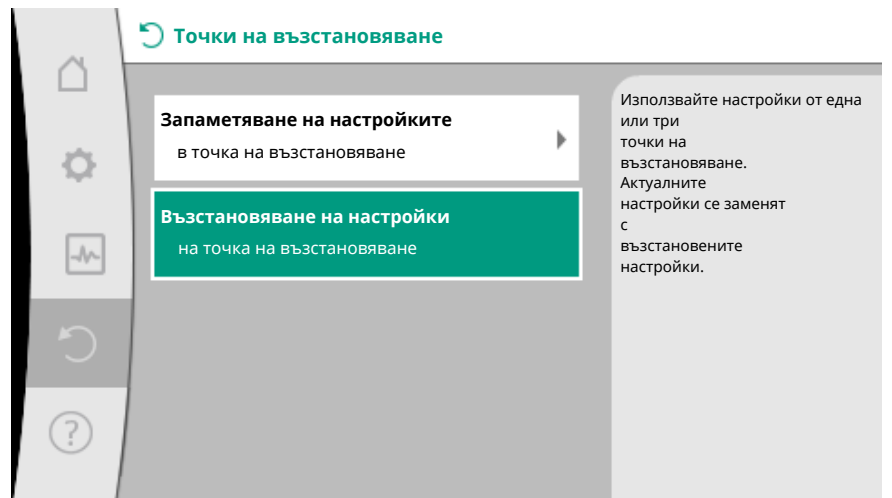 Точки на възстановяване
Запаметяване на настройките
в точка на възстановяване
Възстановяване на настройки
на точка на възстановяване
Използвайте настройки от една
или три
точки на
възстановяване.
Актуалните
настройки се заменят
с
възстановените
настройки.
?